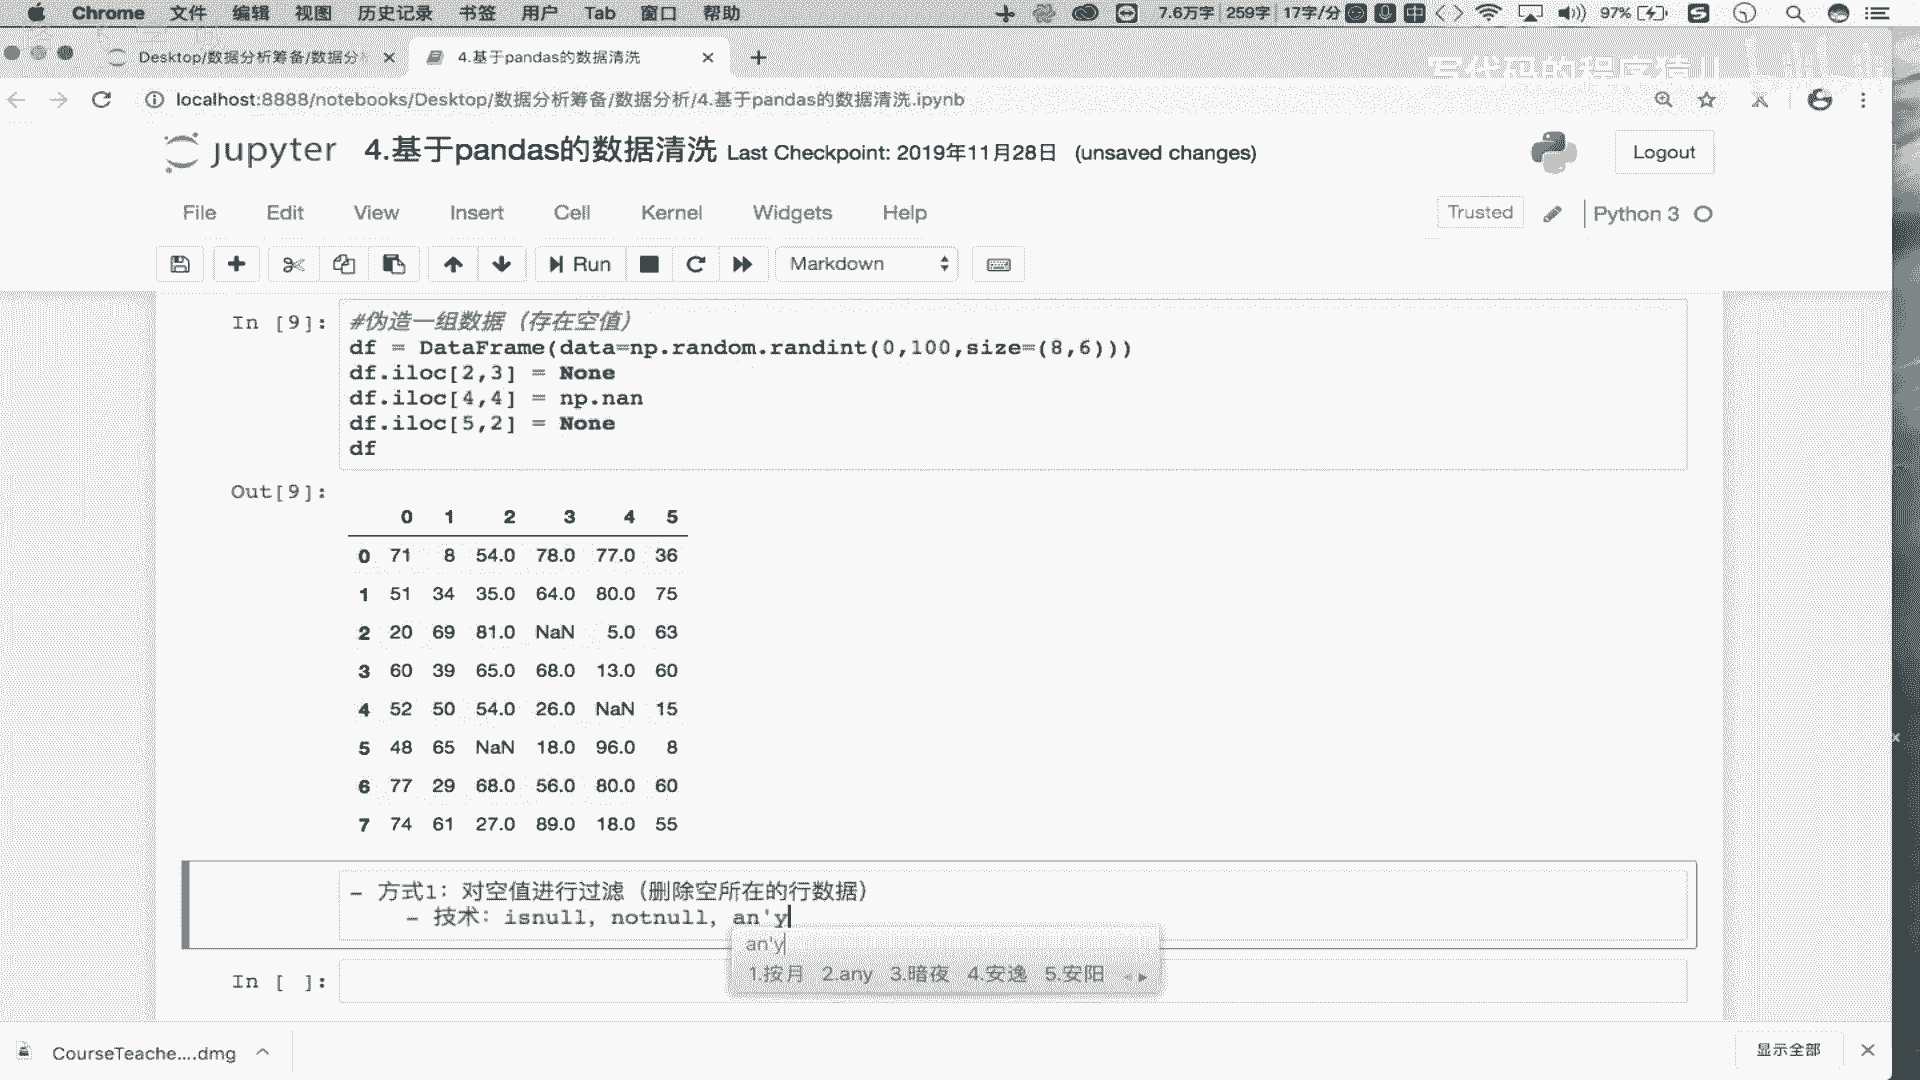 Chrome 文件 编辑 视图 历史记录 书签 用户 Tab 窗口 帮助 7.6万字 259字 17字/分 中 97%
Desktop/数据分析筹备/数据分 4.基于pandas的数据清洗
写代码的程序猿儿
localhost:8888/notebooks/Desktop/数据分析筹备/数据分析/4.基于pandas的数据清洗.ipynb
jupyter 4.基于pandas的数据清洗 Last Checkpoint: 2019年11月28日 (unsaved changes) Logout
File Edit View Insert Cell Kernel Widgets Help Trusted Python 3
Run Markdown
In [9]: #伪造一组数据（存在空值）
df = DataFrame(data=np.random.randint(0,100,size=(8,6)))
df.iloc[2,3] = None
df.iloc[4,4] = np.nan
df.iloc[5,2] = None
df
Out[9]:
0 1 2 3 4 5
0 71 8 54.0 78.0 77.0 36
1 51 34 35.0 64.0 80.0 75
2 20 69 81.0 NaN 5.0 63
3 60 39 65.0 68.0 13.0 60
4 52 50 54.0 26.0 NaN 15
5 48 65 NaN 18.0 96.0 8
6 77 29 68.0 56.0 80.0 60
7 74 61 27.0 89.0 18.0 55
- 方式1：对空值进行过滤（删除空所在的行数据）
- 技术：isnull，notnull，an'y
an'y
1.按月 2.any 3.暗夜 4.安逸 5.安阳
In [ ]:
CourseTeache....dmg 显示全部